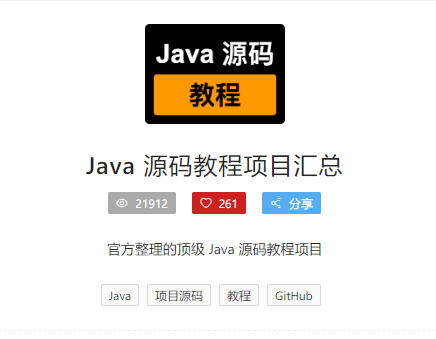 Java 源码
教程
Java 源码教程项目汇总
21912 261 分享
官方整理的顶级 Java 源码教程项目
Java 项目源码 教程 GitHub